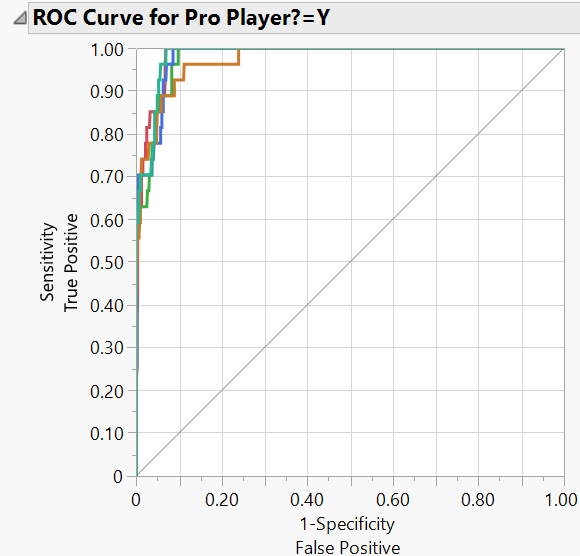 ROC Curve for Pro Player?=Y
1.00
0.90
0.80
0.70
0.60
0.50
0.40
0.30
0.20
0.10
0
Sensitivity
True Positive
0 0.20 0.40 0.60 0.80 1.00
1-Specificity
False Positive